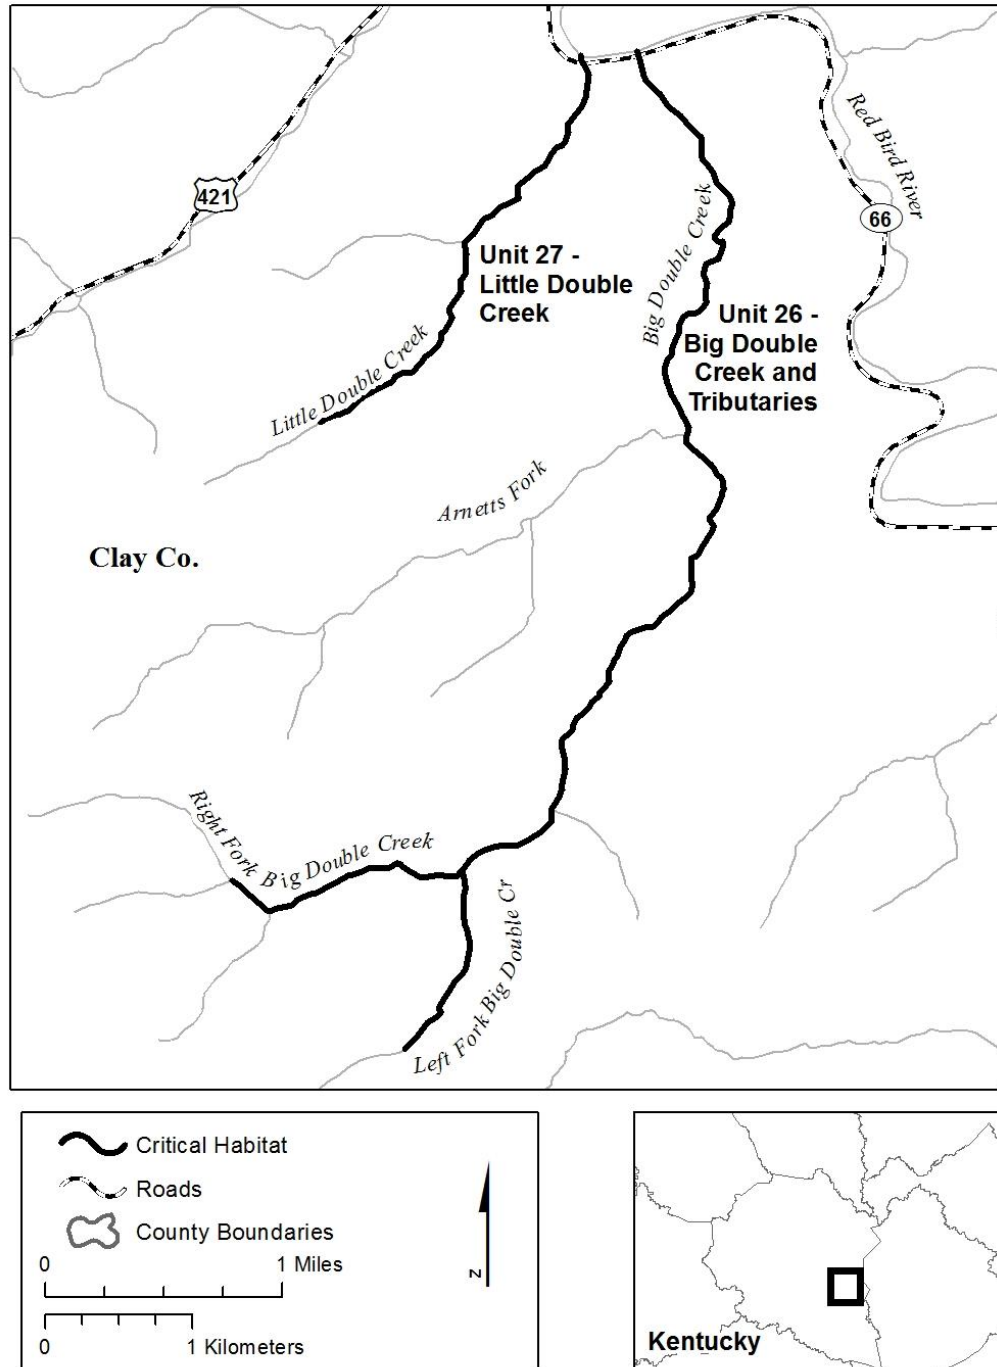 Red Bird River
421
66
Big Double Creek
Unit 27 -
Little Double
Creek
Unit 26 -
Big Double
Creek and
Tributaries
Little Double Creek
Arnetts Fork
Clay Co.
Right Fork Big Double Creek
Left Fork Big Double Cr
Critical Habitat
Roads
County Boundaries
0 1 Miles
0 1 Kilometers
N
Kentucky